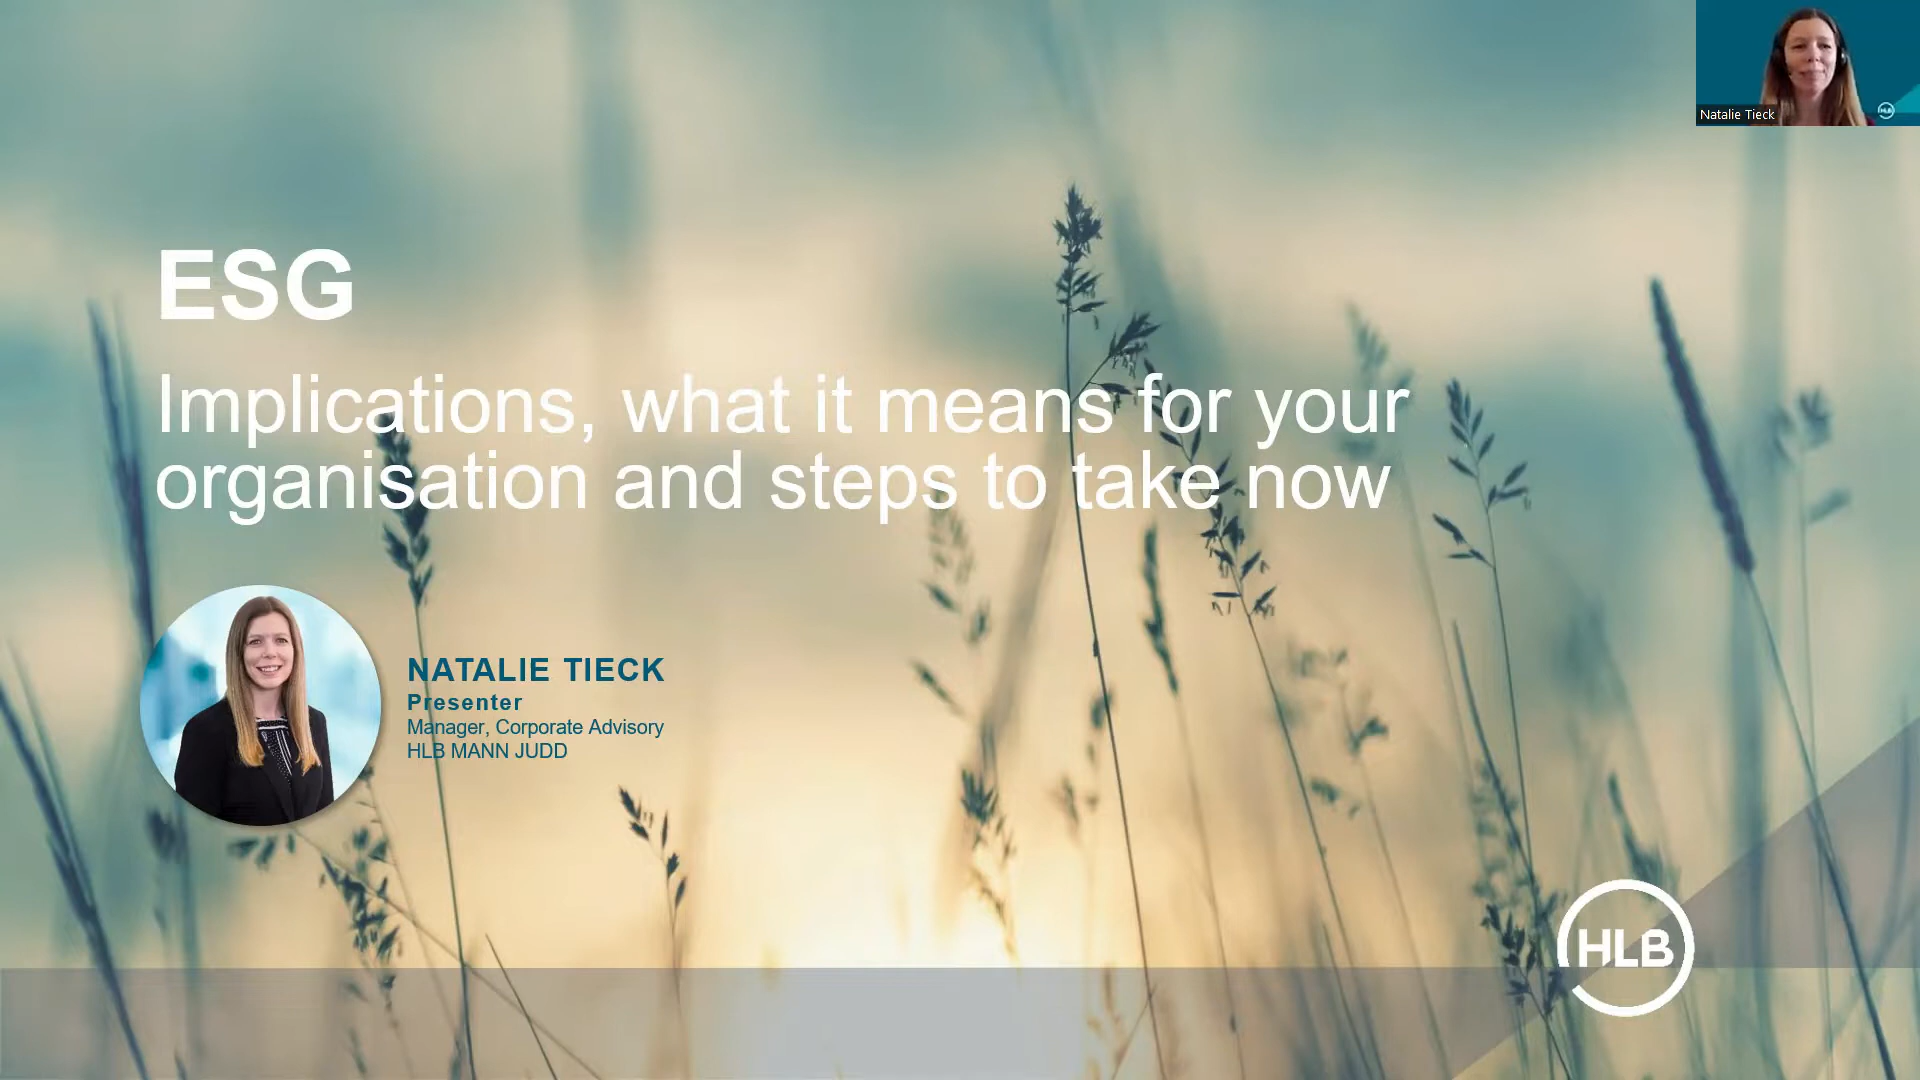 Natalie Tieck
ESG
Implications, what it means for your
organisation and steps to take now
NATALIE TIECK
Presenter
Manager, Corporate Advisory
HLB MANN JUDD
HLB
HLB